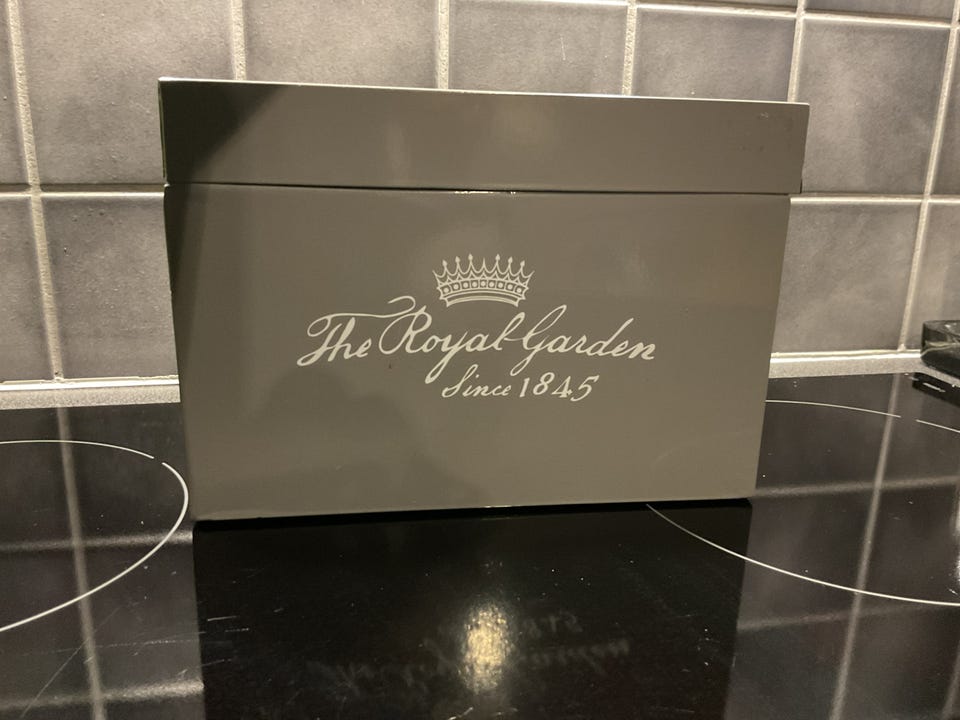 The Royal Garden
Since 1845